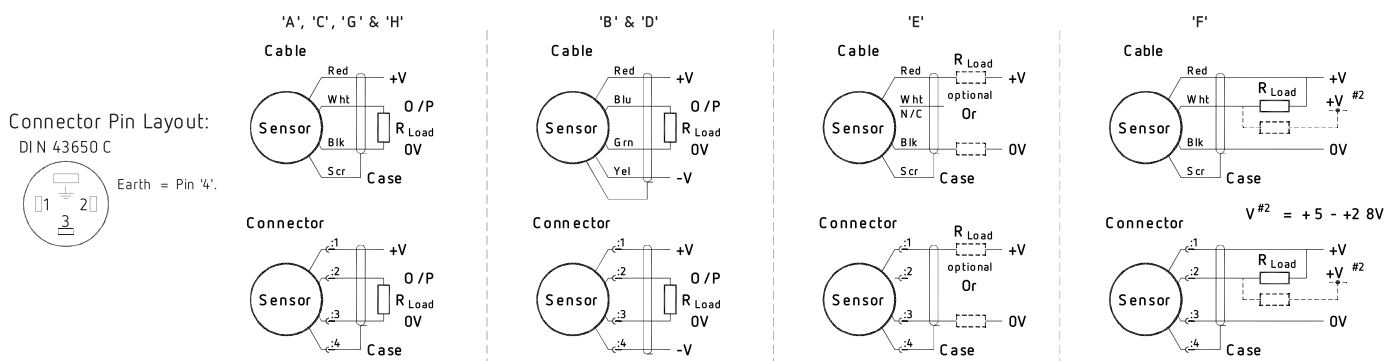 Connector Pin Layout:
DIN 43650 C
Earth = Pin '4'.
1
2
3
'A', 'C', 'G' & 'H'
Cable
Red
+V
Wht
O/P
Sensor
R Load
Blk
0V
Scr
Case
Connector
:1
+V
:2
O/P
Sensor
R Load
:3
0V
:4
Case
'B' & 'D'
Cable
Red
+V
Blu
O/P
Sensor
R Load
Grn
0V
Yel
-V
Connector
:1
+V
:2
O/P
Sensor
R Load
:3
0V
:4
-V
'E'
Cable
R Load
Red
+V
Wht
optional
N/C
Or
Sensor
Blk
0V
Scr
Case
Connector
R Load
:1
+V
:2
optional
Or
Sensor
:3
0V
:4
Case
'F'
Cable
Red
+V
R Load
Wht
+V #2
Sensor
Blk
0V
Scr
Case
V#2 = +5 - +28V
Connector
:1
+V
R Load
:2
+V #2
Sensor
:3
0V
:4
Case